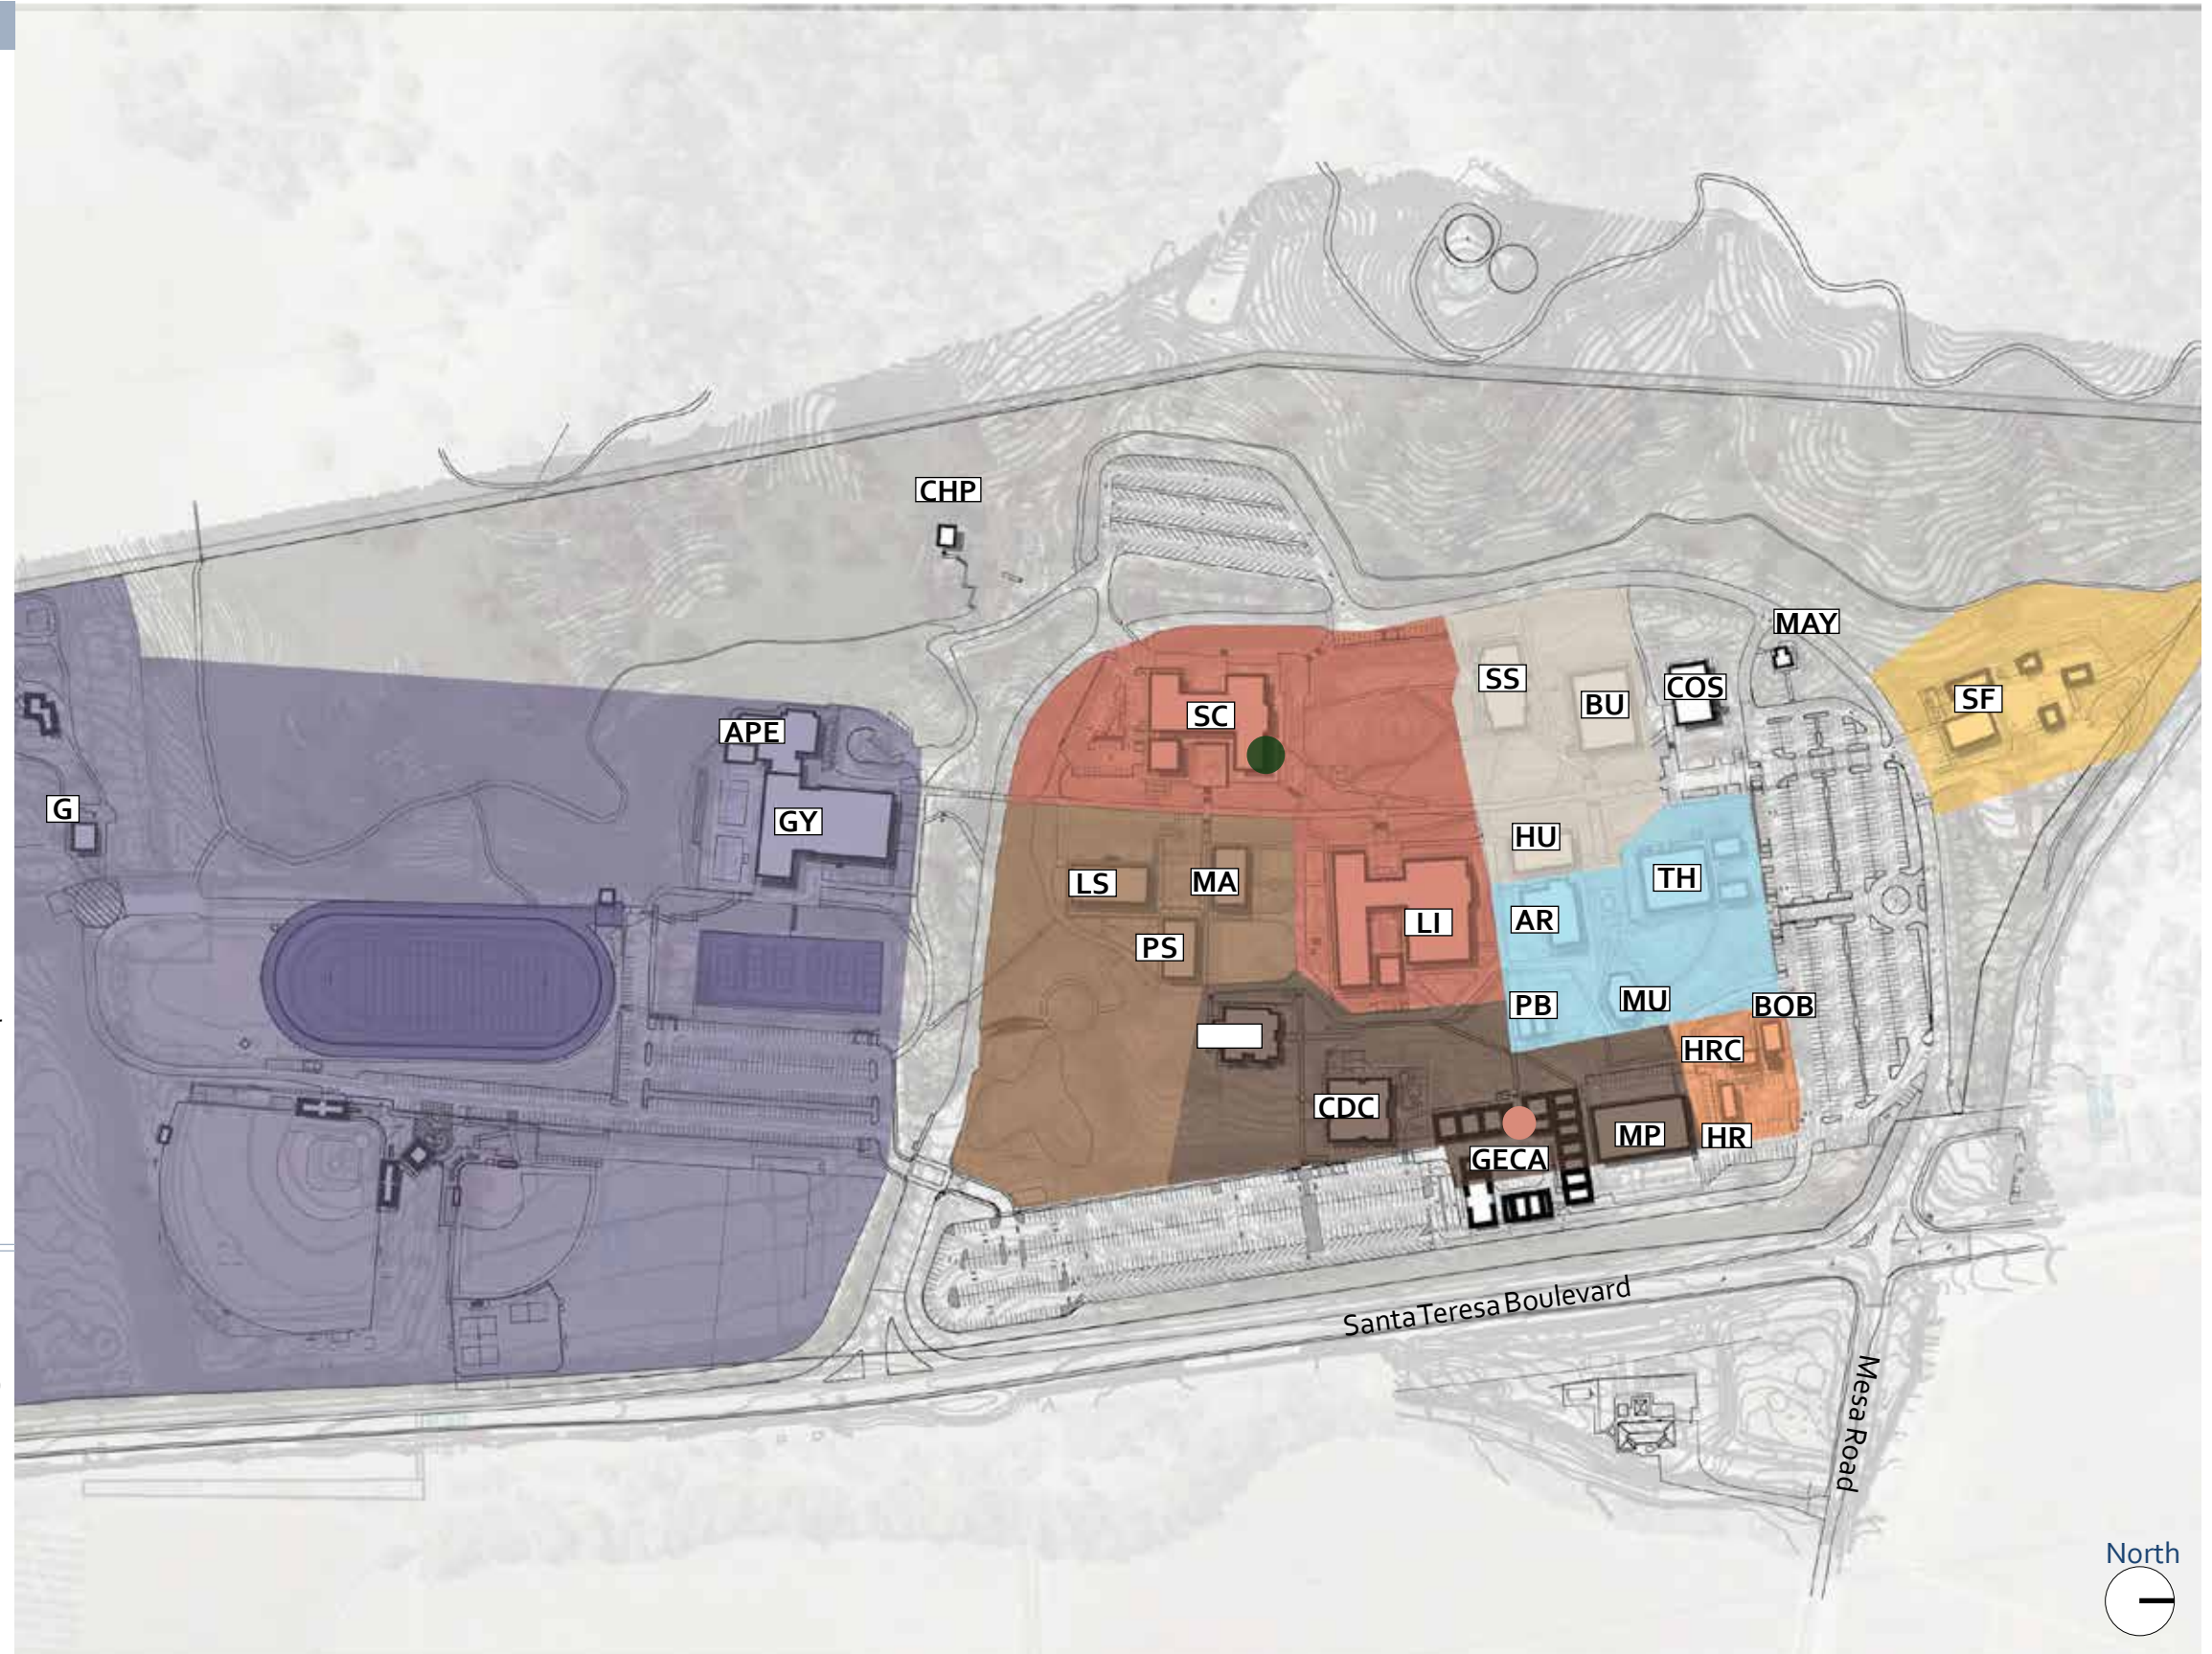 CHP
MAY
SS
COS
BU
SF
SC
APE
G
GY
HU
TH
LS
MA
AR
LI
PS
PB
MU
BOB
HRC
CDC
MP
HR
GECA
Santa Teresa Boulevard
Mesa Road
North